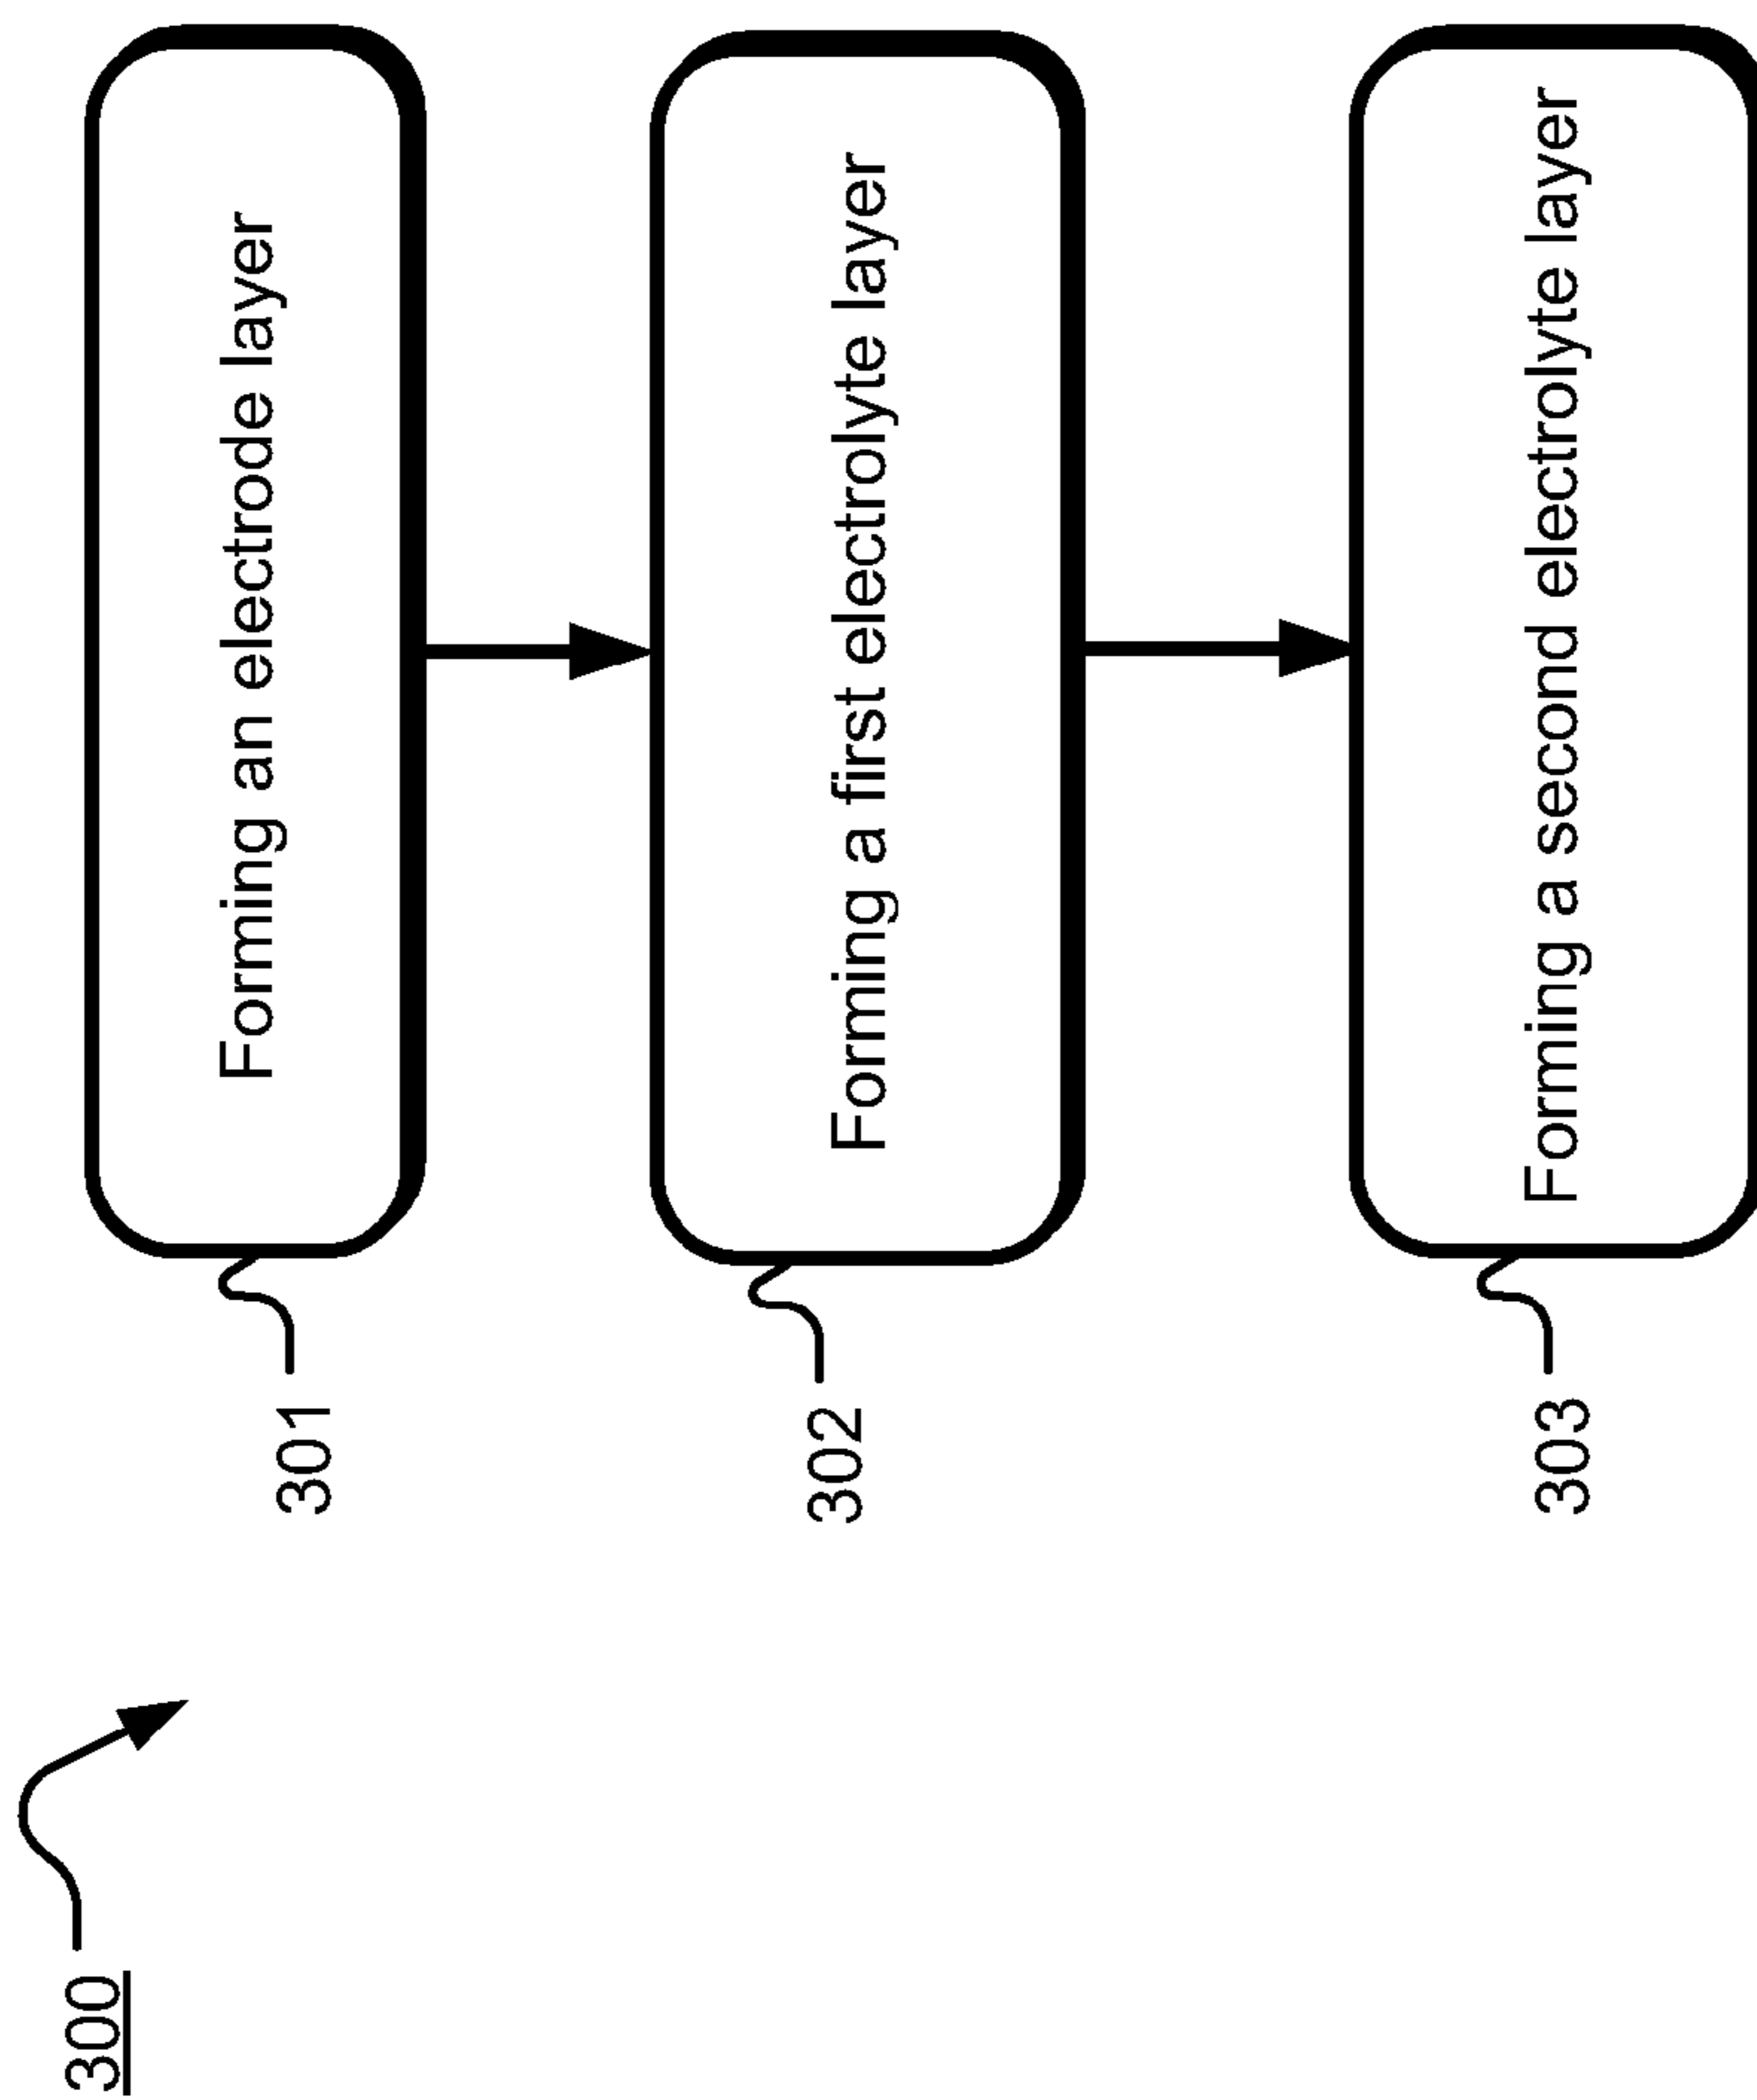 300
301
Forming an electrode layer
302
Forming a first electrolyte layer
303
Forming a second electrolyte layer